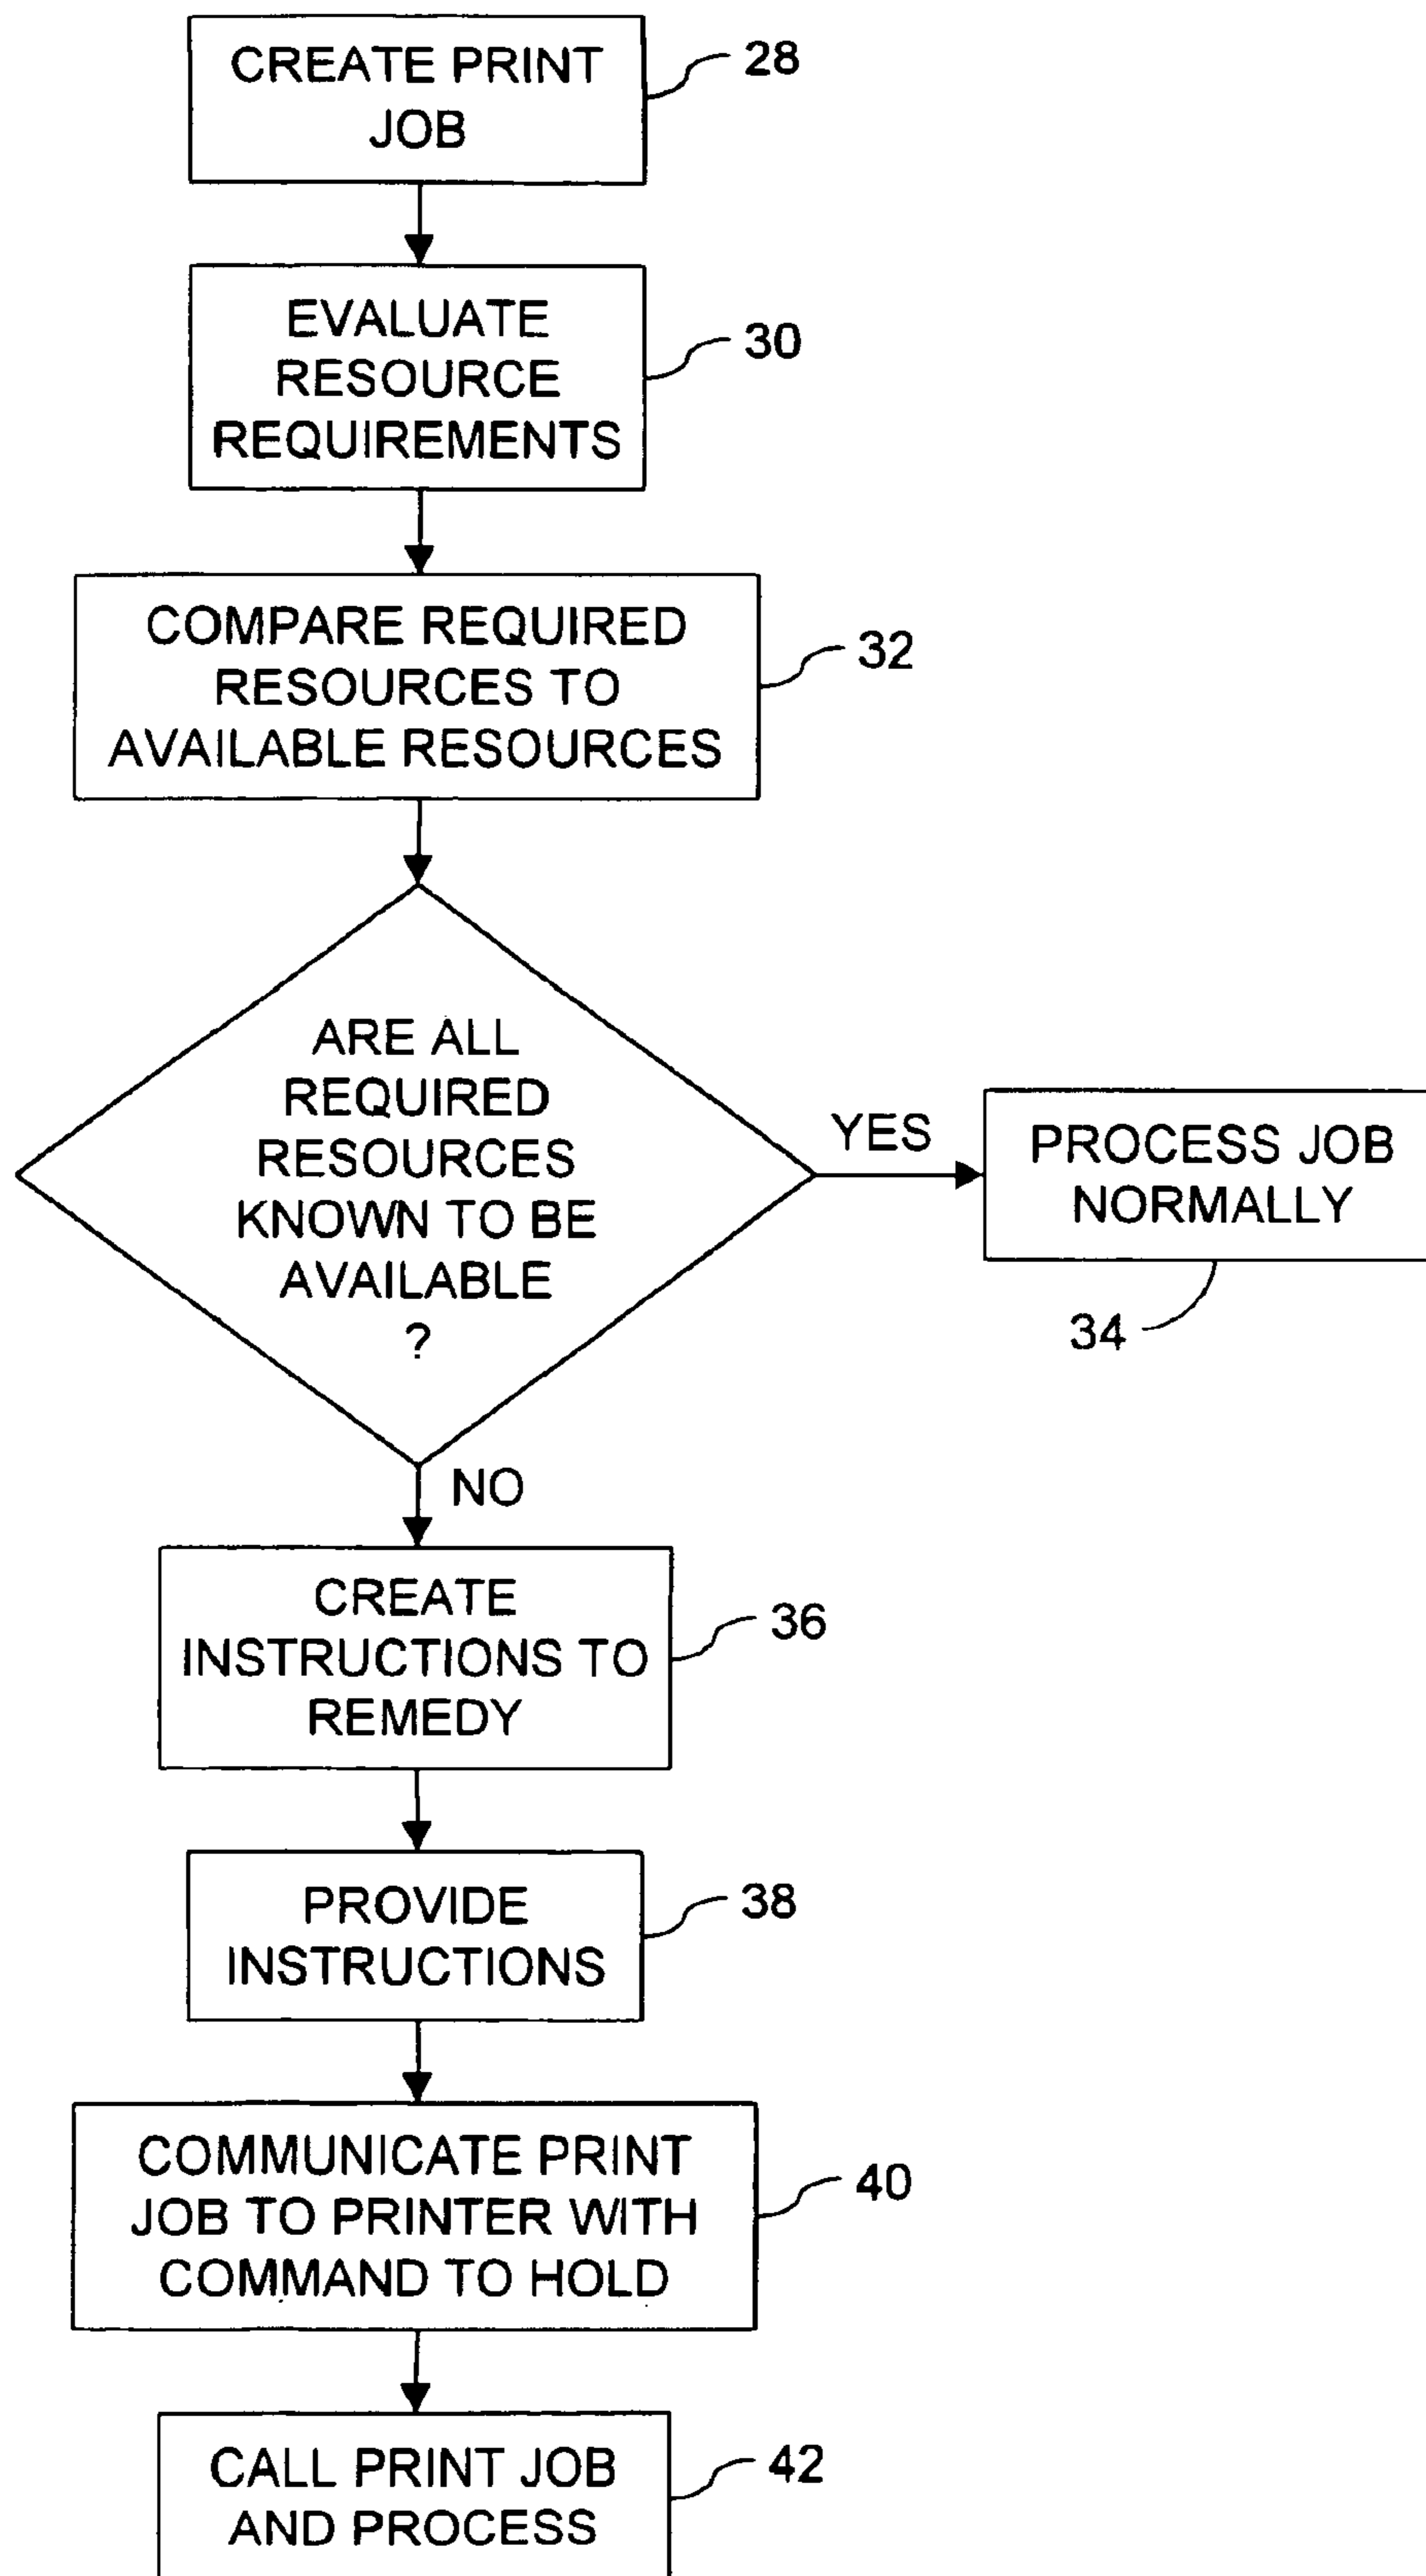 CREATE PRINT
JOB
28
EVALUATE
RESOURCE
REQUIREMENTS
30
COMPARE REQUIRED
RESOURCES TO
AVAILABLE RESOURCES
32
ARE ALL
REQUIRED
RESOURCES
KNOWN TO BE
AVAILABLE
?
YES
PROCESS JOB
NORMALLY
34
NO
CREATE
INSTRUCTIONS TO
REMEDY
36
PROVIDE
INSTRUCTIONS
38
COMMUNICATE PRINT
JOB TO PRINTER WITH
COMMAND TO HOLD
40
CALL PRINT JOB
AND PROCESS
42